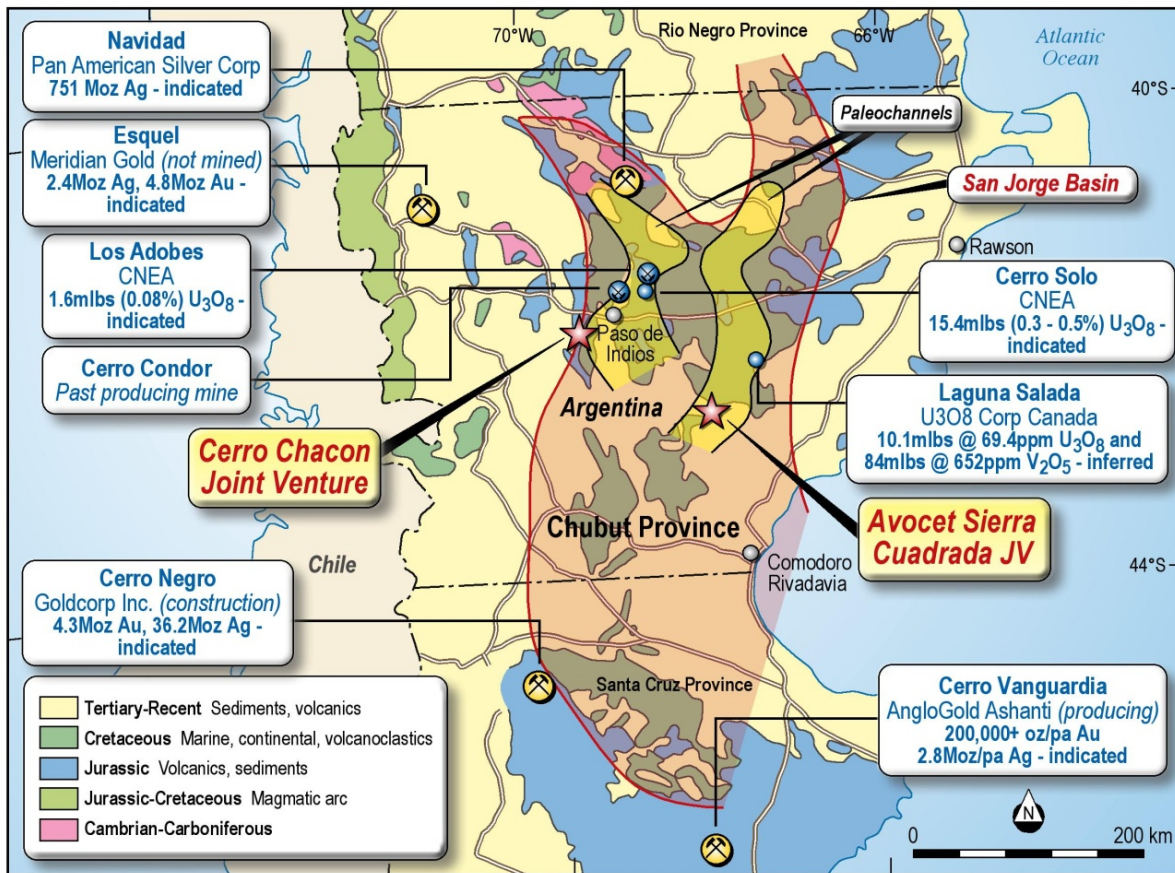 Navidad
Pan American Silver Corp
751 Moz Ag - indicated
Esquel
Meridian Gold (not mined)
2.4Moz Ag, 4.8Moz Au -
indicated
Los Adobes
CNEA
1.6mlbs (0.08%) U₃O₈ -
indicated
Cerro Condor
Past producing mine
Cerro Chacon
Joint Venture
Cerro Negro
Goldcorp Inc. (construction)
4.3Moz Au, 36.2Moz Ag -
indicated
Tertiary-Recent Sediments, volcanics
Cretaceous Marine, continental, volcanoclastics
Jurassic Volcanics, sediments
Jurassic-Cretaceous Magmatic arc
Cambrian-Carboniferous
70°W
Rio Negro Province
66°W
Atlantic
Ocean
40°S
Paleochannels
San Jorge Basin
Rawson
Paso de
Indios
Argentina
Cerro Solo
CNEA
15.4mlbs (0.3 - 0.5%) U₃O₈ -
indicated
Laguna Salada
U3O8 Corp Canada
10.1mlbs @ 69.4ppm U₃O₈ and
84mlbs @ 652ppm V₂O₅ - inferred
Avocet Sierra
Cuadrada JV
Chubut Province
Comodoro
Rivadavia
44°S
Chile
Santa Cruz Province
Cerro Vanguardia
AngloGold Ashanti (producing)
200,000+ oz/pa Au
2.8Moz/pa Ag - indicated
N
0
200 km